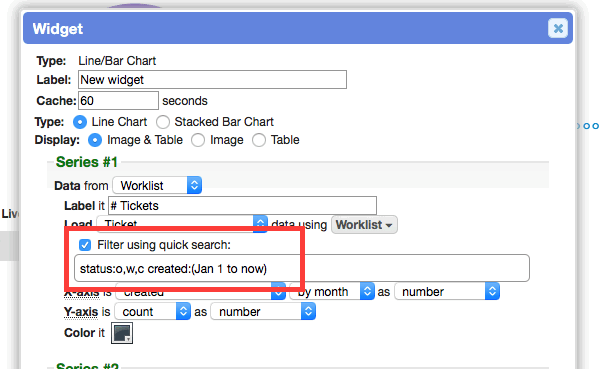 Widget
Type: Line/Bar Chart
Label: New widget
Cache: 60 seconds
Type: Line Chart Stacked Bar Chart
Display: Image & Table Image Table
Series #1
Data from Worklist
Live
Label it # Tickets
Load Ticket data using Worklist
Filter using quick search:
status:o,w,c created:(Jan 1 to now)
X-axis is created by month as number
Y-axis is count as number
Color it
Series #2